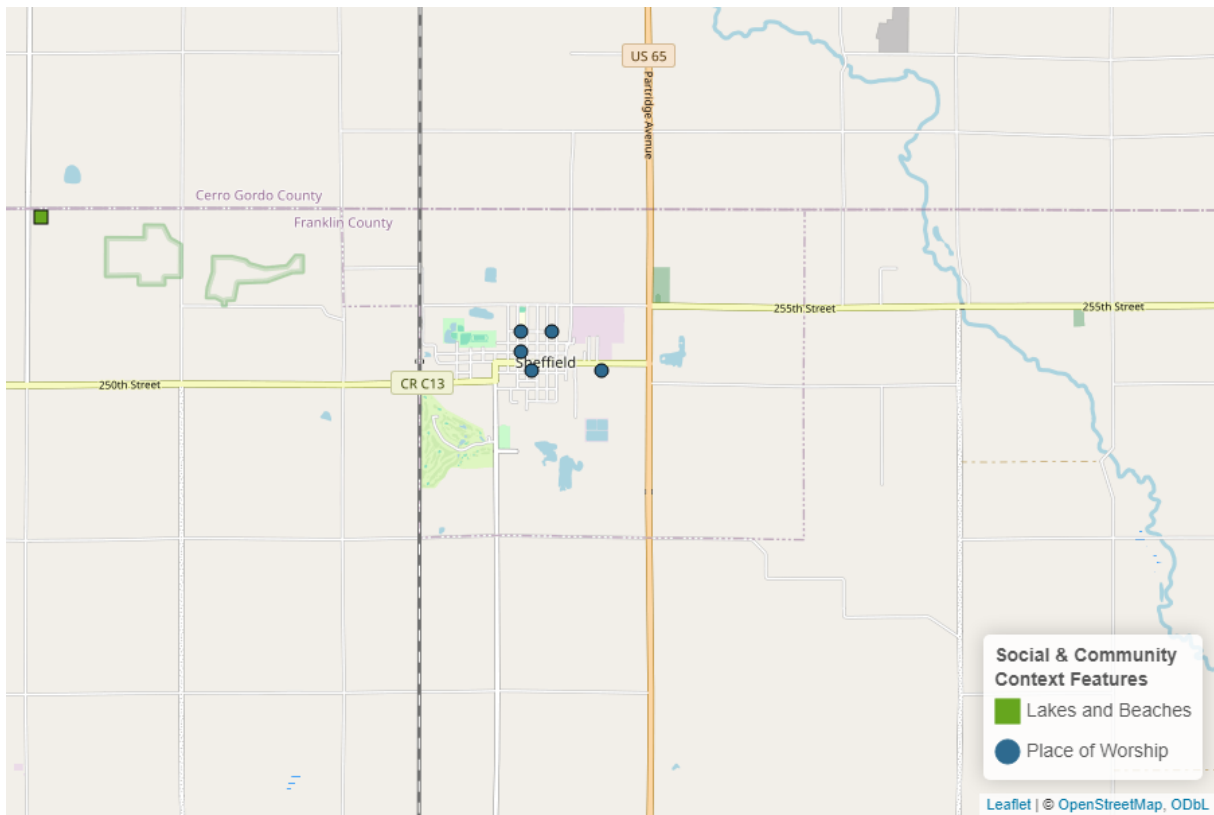 US 65
Partridge Avenue
Cerro Gordo County
Franklin County
255th Street
255th Street
Sheffield
250th Street
CR C13
Social & Community
Context Features
Lakes and Beaches
Place of Worship
Leaflet | © OpenStreetMap, ODbL